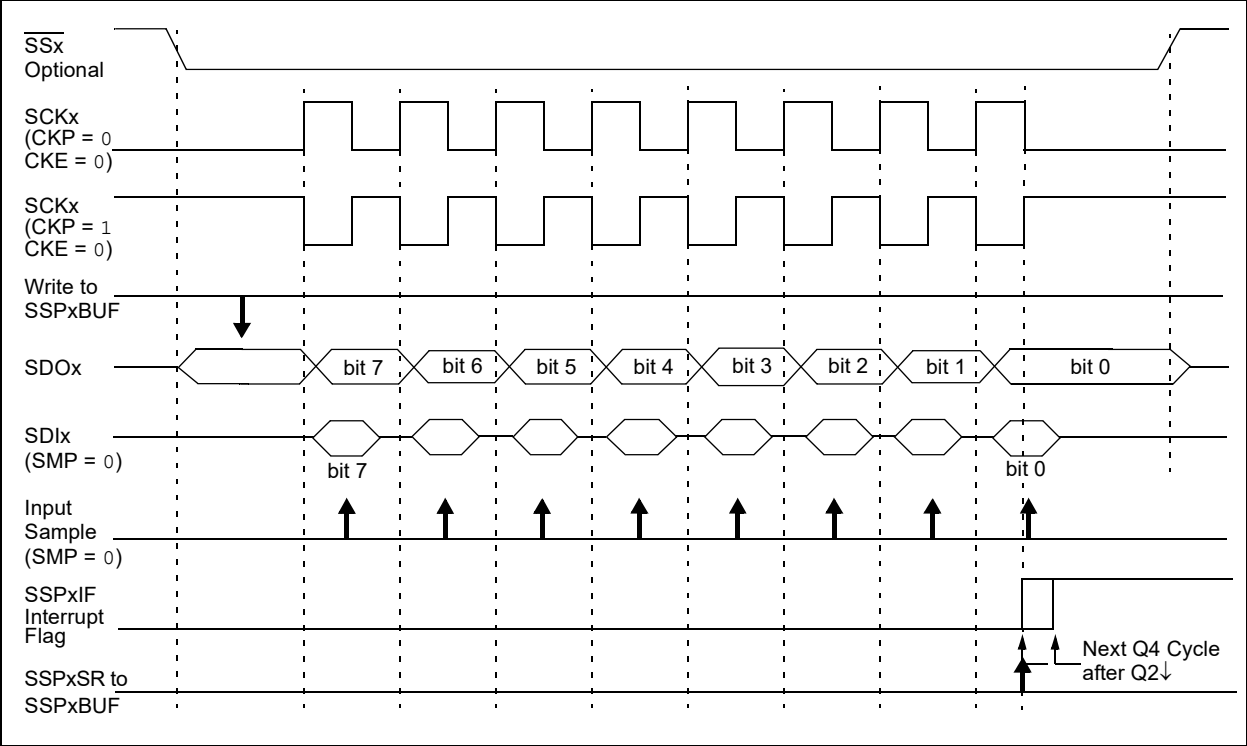 SSx
Optional
SCKx
(CKP = 0
CKE = 0)
SCKx
(CKP = 1
CKE = 0)
Write to
SSPxBUF
SDOx
bit 7 bit 6 bit 5 bit 4 bit 3 bit 2 bit 1 bit 0
SDIx
(SMP = 0)
bit 7 bit 0
Input
Sample
(SMP = 0)
SSPxIF
Interrupt
Flag
Next Q4 Cycle
after Q2↓
SSPxSR to
SSPxBUF